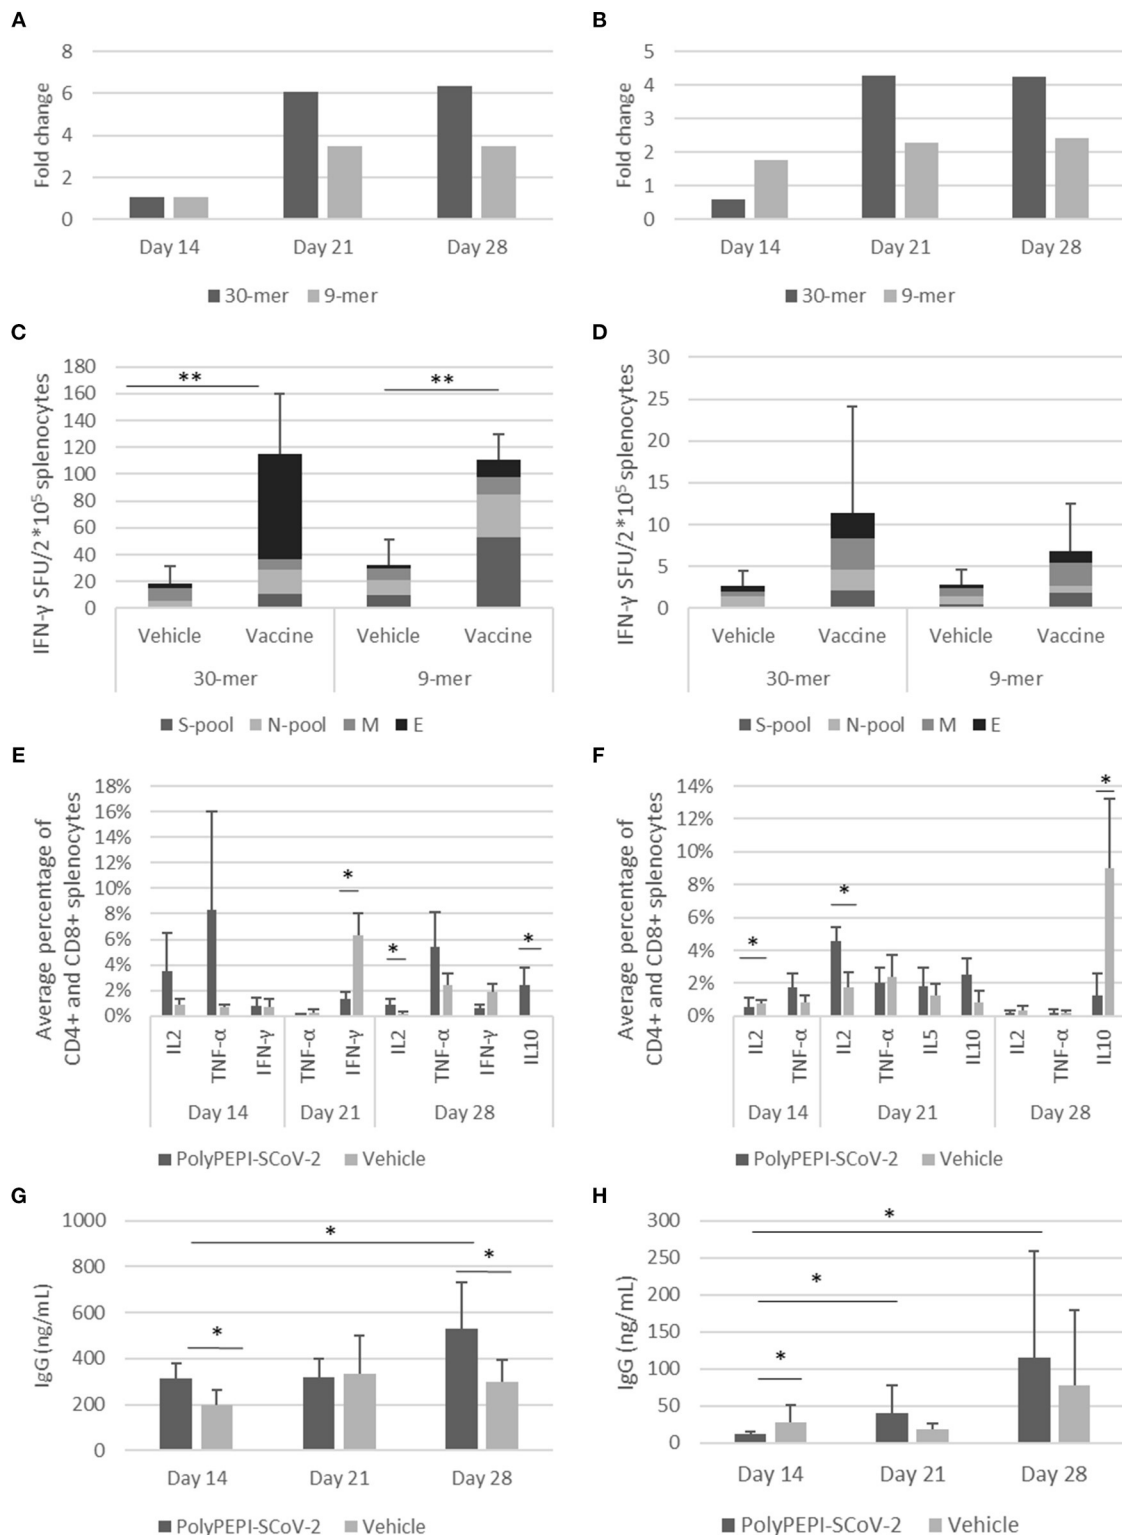 A
8
6
4
2
0
Fold change
Day 14 Day 21 Day 28
30-mer 9-mer
B
5
4
3
2
1
0
Fold change
Day 14 Day 21 Day 28
30-mer 9-mer
C
180
160
140
120
100
80
60
40
20
0
IFN-γ SFU/2*10⁵ splenocytes
** **
Vehicle Vaccine Vehicle Vaccine
30-mer 9-mer
S-pool N-pool M E
D
30
25
20
15
10
5
0
IFN-γ SFU/2*10⁵ splenocytes
Vehicle Vaccine Vehicle Vaccine
30-mer 9-mer
S-pool N-pool M E
E
18%
16%
14%
12%
10%
8%
6%
4%
2%
0%
Average percentage of
CD4+ and CD8+ splenocytes
* * *
IL2 TNF-α IFN-γ TNF-α IFN-γ IL2 TNF-α IFN-γ IL10
Day 14 Day 21 Day 28
PolyPEPI-SCoV-2 Vehicle
F
14%
12%
10%
8%
6%
4%
2%
0%
Average percentage of
CD4+ and CD8+ splenocytes
* * *
IL2 TNF-α IL2 TNF-α IL5 IL10 IL2 TNF-α IL10
Day 14 Day 21 Day 28
PolyPEPI-SCoV-2 Vehicle
G
1000
800
600
400
200
0
IgG (ng/mL)
* * *
Day 14 Day 21 Day 28
PolyPEPI-SCoV-2 Vehicle
H
300
250
200
150
100
50
0
IgG (ng/mL)
* * *
Day 14 Day 21 Day 28
PolyPEPI-SCoV-2 Vehicle